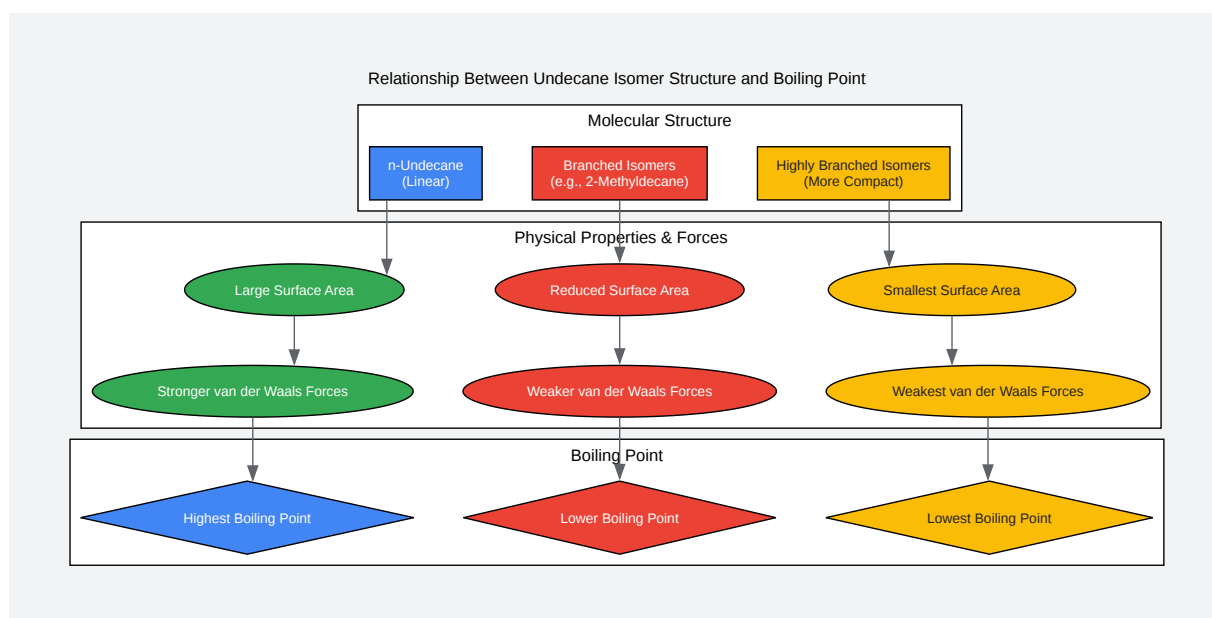 Relationship Between Undecane Isomer Structure and Boiling Point
Molecular Structure
n-Undecane
(Linear)
Branched Isomers
(e.g., 2-Methyldecane)
Highly Branched Isomers
(More Compact)
Physical Properties & Forces
Large Surface Area
Reduced Surface Area
Smallest Surface Area
Stronger van der Waals Forces
Weaker van der Waals Forces
Weakest van der Waals Forces
Boiling Point
Highest Boiling Point
Lower Boiling Point
Lowest Boiling Point